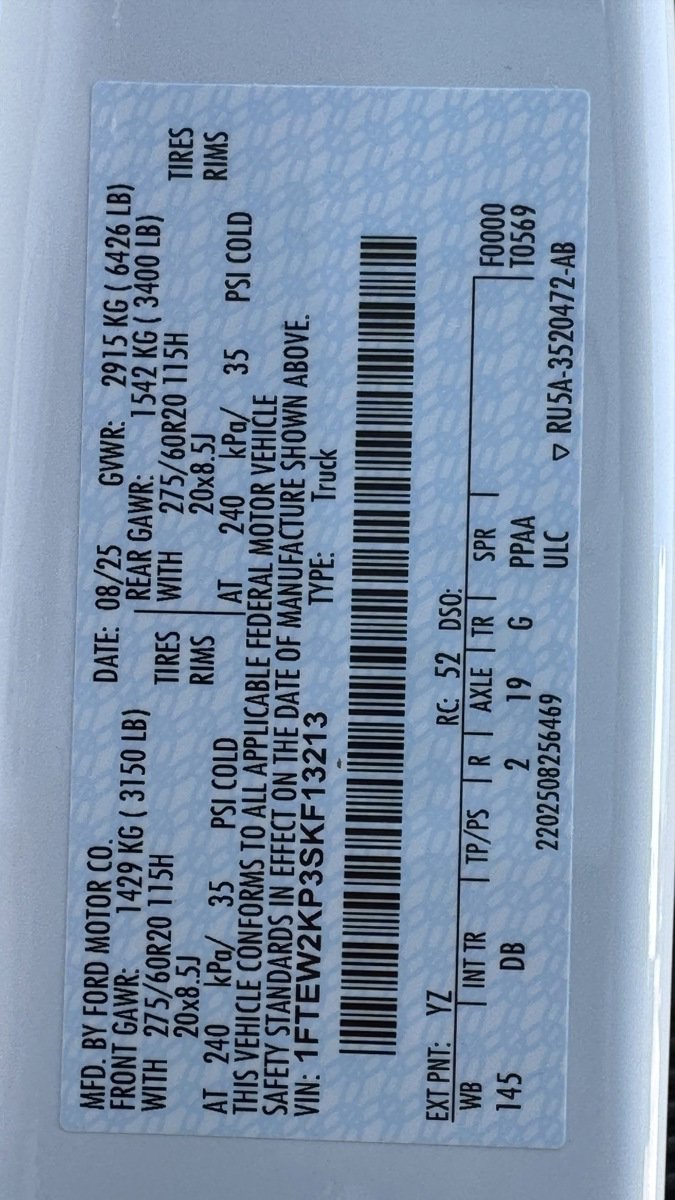 MFD. BY FORD MOTOR CO. DATE: 08/25 GVWR: 2915 KG ( 6426 LB)
FRONT GAWR: 1429 KG ( 3150 LB) REAR GAWR: 1542 KG ( 3400 LB)
WITH 275/60R20 115H TIRES WITH 275/60R20 115H TIRES
20x8.5J RIMS 20x8.5J RIMS
AT 240 kPa/ 35 PSI COLD AT 240 kPa/ 35 PSI COLD
THIS VEHICLE CONFORMS TO ALL APPLICABLE FEDERAL MOTOR VEHICLE
SAFETY STANDARDS IN EFFECT ON THE DATE OF MANUFACTURE SHOWN ABOVE.
VIN: 1FTEW2KP3SKF13213 TYPE: Truck
EXT PNT: YZ RC: 52 DSO:
WB INT TR TP/PS R AXLE TR SPR F0000
145 DB 2 19 G PPAA T0569
2202508256469 ULC ▽ RU5A-3520472-AB